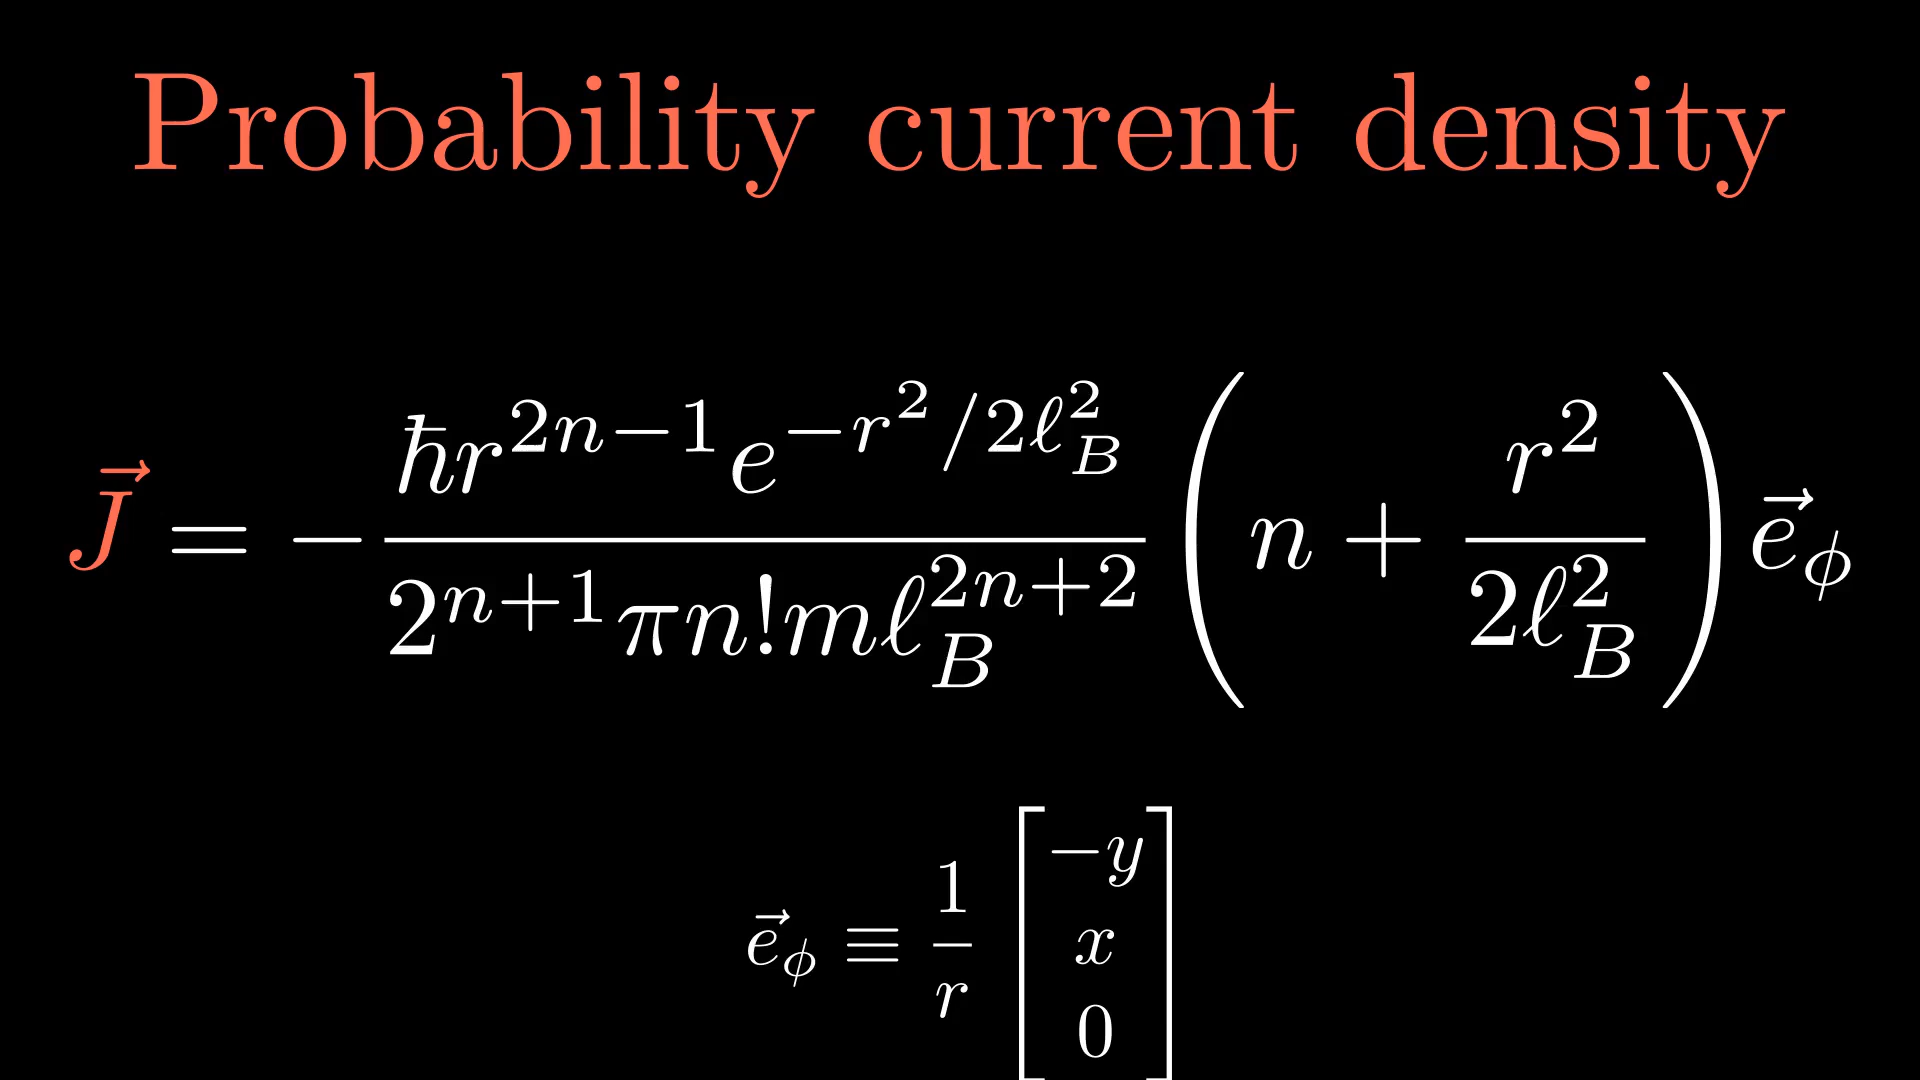 Probability current density
$\vec{J} = -\frac{\hbar r^{2n-1} e^{-r^2/2\ell_B^2}}{2^{n+1} \pi n! m \ell_B^{2n+2}} \left( n + \frac{r^2}{2\ell_B^2} \right) \vec{e}_\phi$
$\vec{e}_\phi \equiv \frac{1}{r} \begin{bmatrix} -y \\ x \\ 0 \end{bmatrix}$